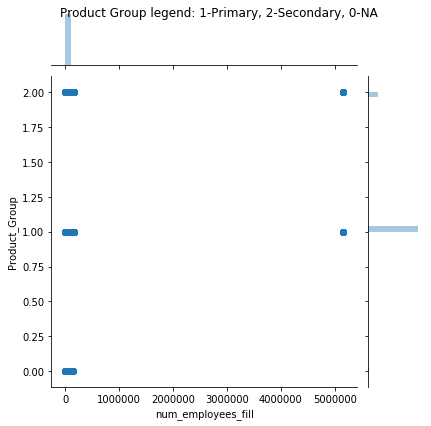 Product Group legend: 1-Primary, 2-Secondary, 0-NA
2.00
1.75
1.50
1.25
1.00
0.75
0.50
0.25
0.00
Product_Group
0 1000000 2000000 3000000 4000000 5000000
num_employees_fill